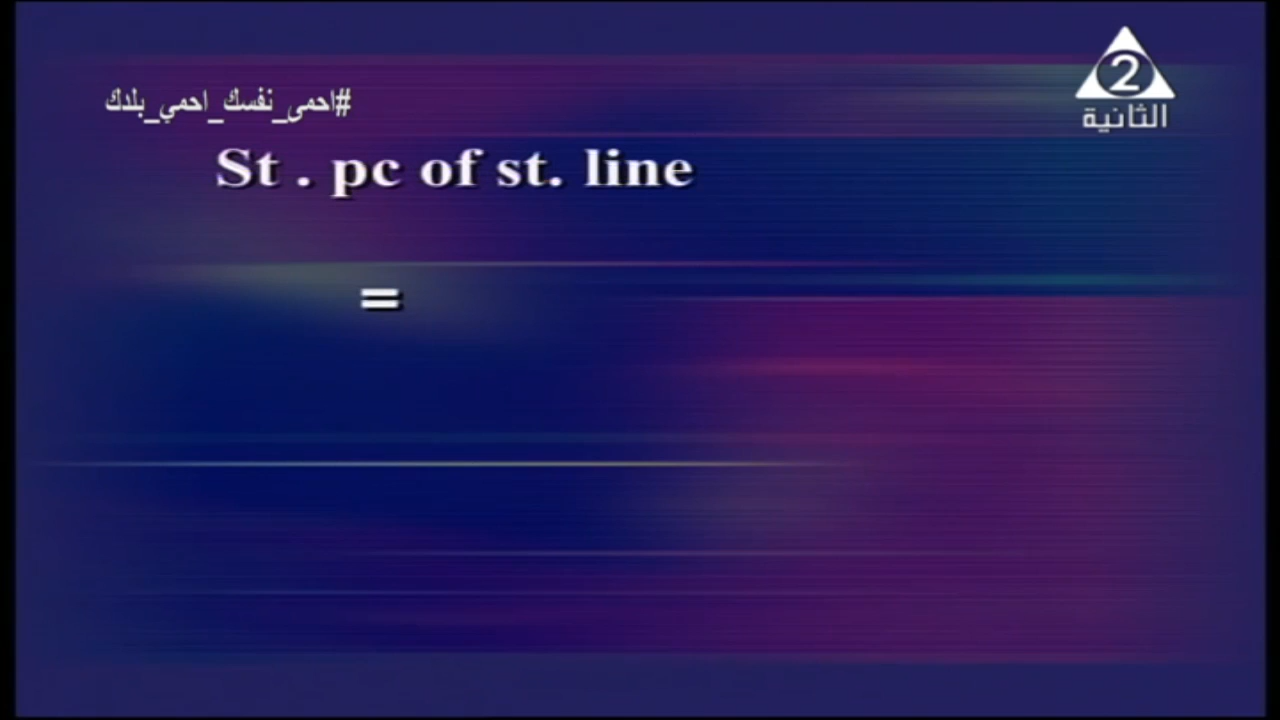 2
الثانية
#احمى_نفسك_احمي_بلدك
St . pc of st. line
=